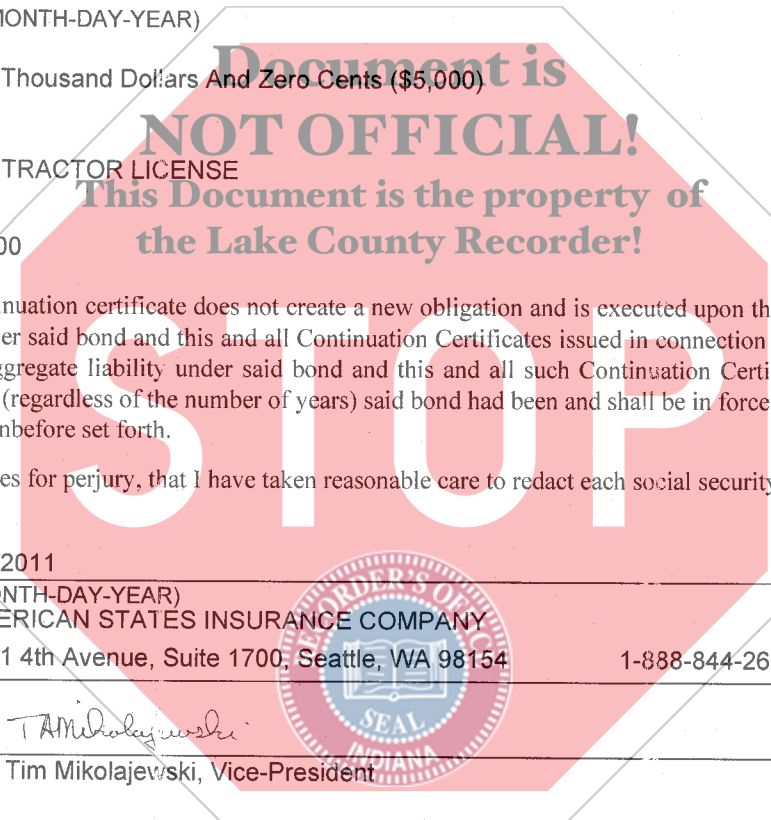 MONTH-DAY-YEAR)
Document is
Thousand Dollars And Zero Cents ($5,000)
NOT OFFICIAL!
TRACTOR LICENSE
This Document is the property of
the Lake County Recorder!
00
nuation certificate does not create a new obligation and is executed upon th
er said bond and this and all Continuation Certificates issued in connection
ggregate liability under said bond and this and all such Continuation Certi
(regardless of the number of years) said bond had been and shall be in force
nbefore set forth.
STOP
es for perjury, that I have taken reasonable care to redact each social security
2011
NTH-DAY-YEAR)
ERICAN STATES INSURANCE COMPANY
1 4th Avenue, Suite 1700, Seattle, WA 98154 1-888-844-26
RECORDER'S OFFICE
SEAL
INDIANA
TAMikolajewski
Tim Mikolajewski, Vice-President